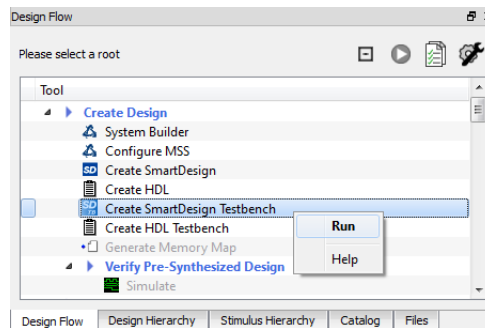 Design Flow
Please select a root
Tool
Create Design
System Builder
Configure MSS
SD Create SmartDesign
Create HDL
Create SmartDesign Testbench
Run
Create HDL Testbench
Help
Generate Memory Map
Verify Pre-Synthesized Design
Simulate
Design Flow Design Hierarchy Stimulus Hierarchy Catalog Files